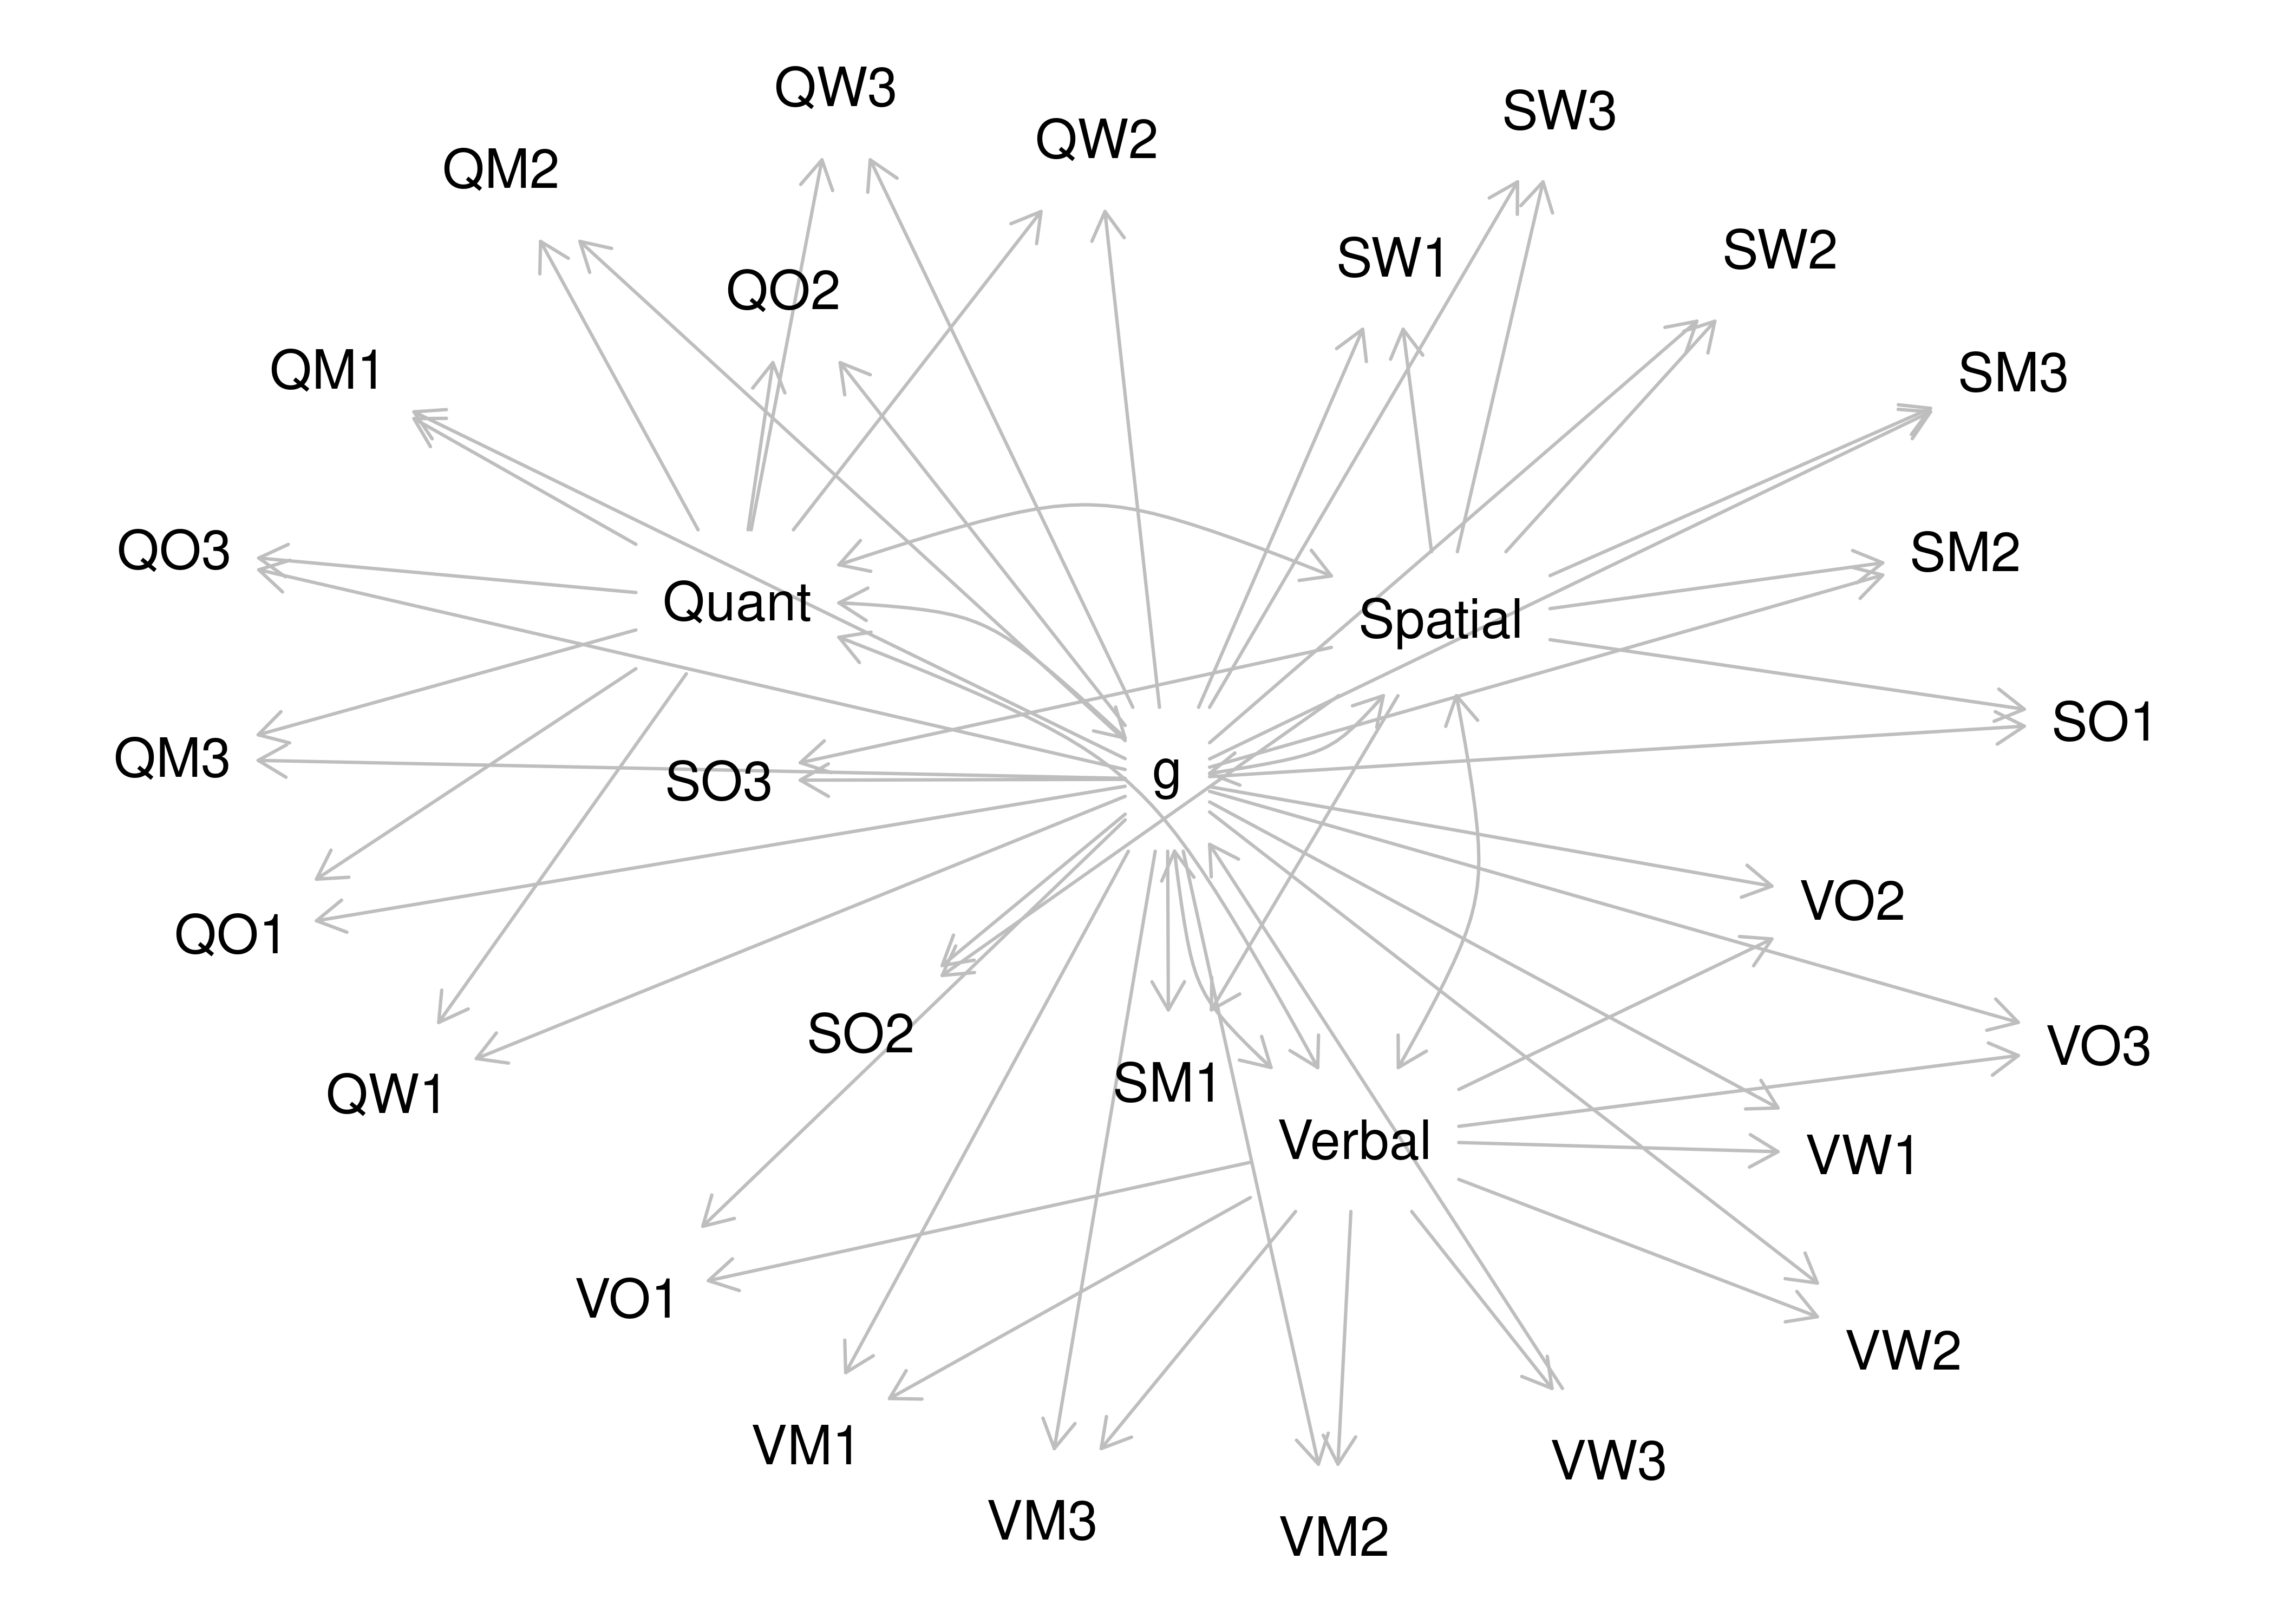 QW3
SW3
QW2
QM2
SW2
SW1
QO2
QM1
SM3
QO3
SM2
Quant
Spatial
SO1
QM3
g
SO3
VO2
QO1
SO2
VO3
SM1
QW1
Verbal
VW1
VO1
VW2
VM1
VW3
VM3
VM2